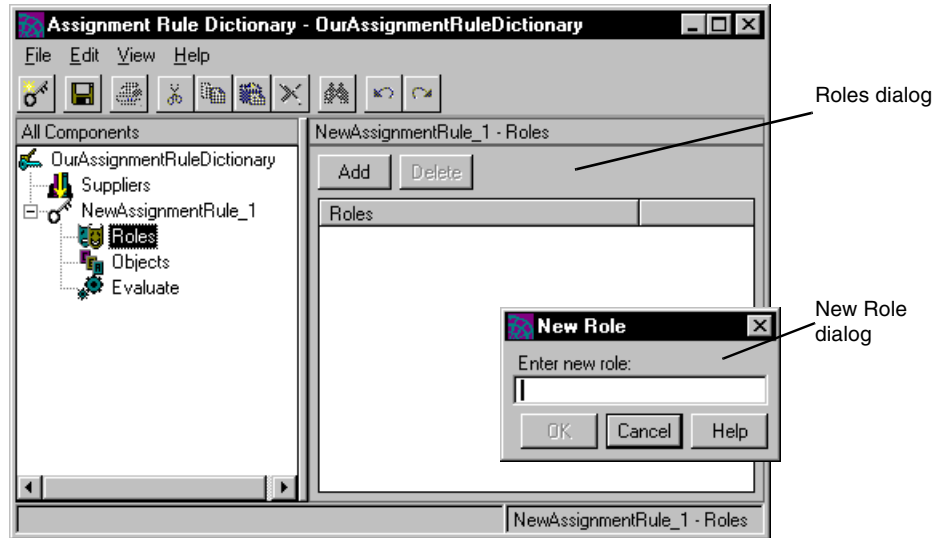 Assignment Rule Dictionary - OurAssignmentRuleDictionary
File Edit View Help
All Components
NewAssignmentRule_1 - Roles
OurAssignmentRuleDictionary
Suppliers
NewAssignmentRule_1
Roles
Objects
Evaluate
Add Delete
Roles
New Role
Enter new role:
OK Cancel Help
NewAssignmentRule_1 - Roles
Roles dialog
New Role
dialog